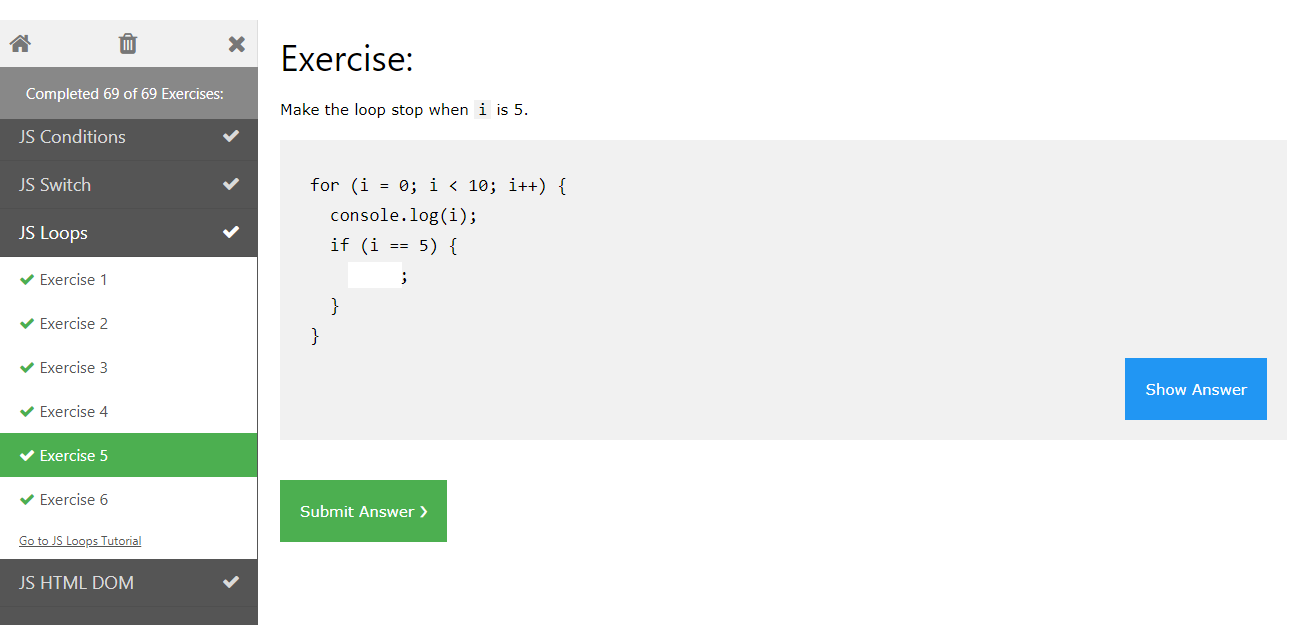 Completed 69 of 69 Exercises:
JS Conditions
JS Switch
JS Loops
Exercise 1
Exercise 2
Exercise 3
Exercise 4
Exercise 5
Exercise 6
Go to JS Loops Tutorial
JS HTML DOM
Exercise:
Make the loop stop when i is 5.
for (i = 0; i < 10; i++) {
  console.log(i);
  if (i == 5) {
    ;
  }
}
Show Answer
Submit Answer ❯